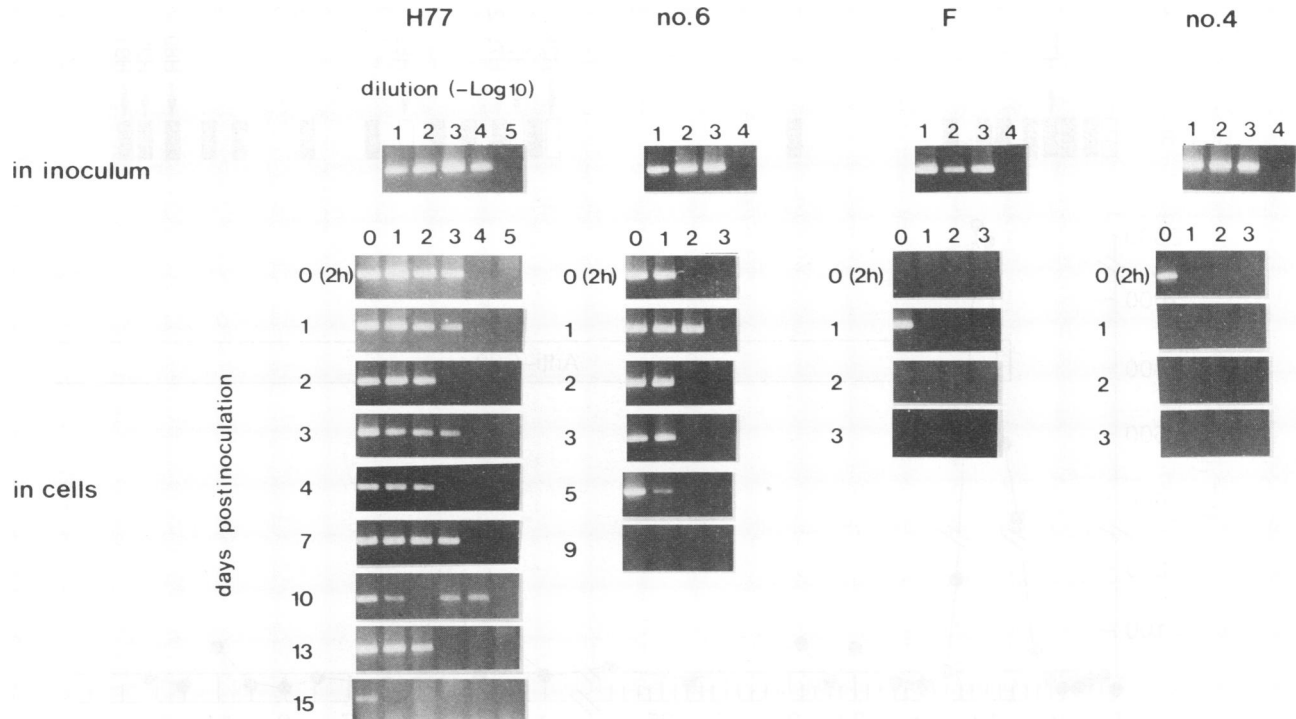 H77 no.6 F no.4
dilution (-Log10)
1 2 3 4 5 1 2 3 4 1 2 3 4 1 2 3 4
in inoculum
0 1 2 3 4 5 0 1 2 3 0 1 2 3 0 1 2 3
0 (2h) 0 (2h) 0 (2h) 0 (2h)
1 1 1 1
2 2 2 2
3 3 3 3
in cells
days postinoculation
4 5
7 9
10
13
15